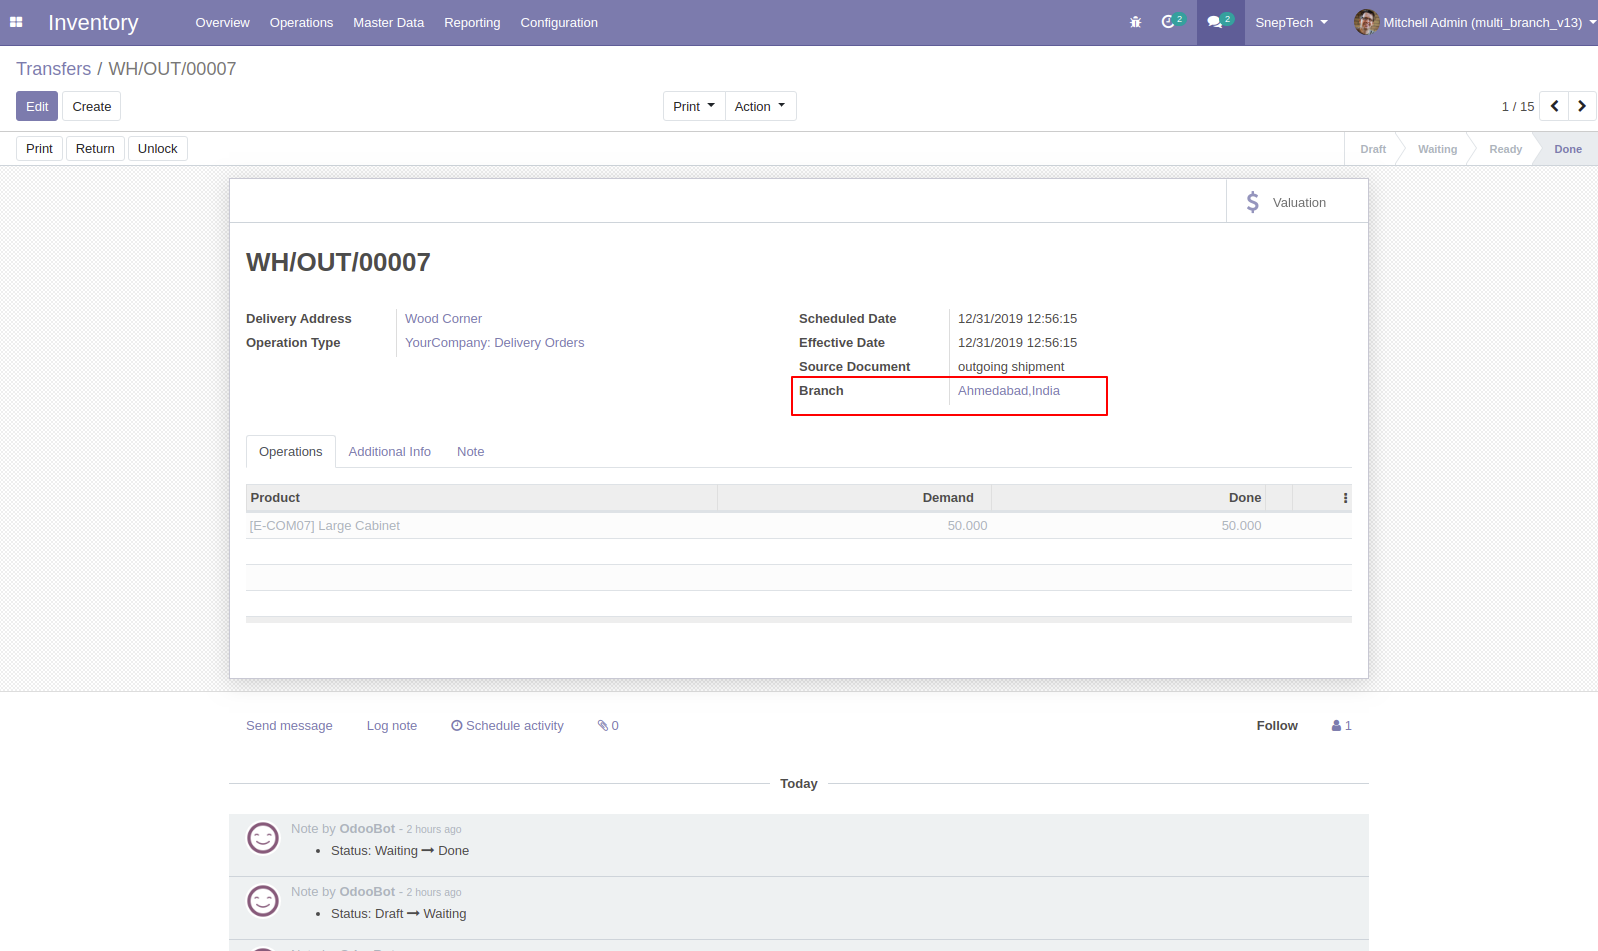 Inventory Overview Operations Master Data Reporting Configuration 2 2 SnepTech Mitchell Admin (multi_branch_v13)
Transfers / WH/OUT/00007
Edit Create Print Action 1 / 15
Print Return Unlock Draft Waiting Ready Done
$ Valuation
WH/OUT/00007
Delivery Address Wood Corner Scheduled Date 12/31/2019 12:56:15
Operation Type YourCompany: Delivery Orders Effective Date 12/31/2019 12:56:15
Source Document outgoing shipment
Branch Ahmedabad,India
Operations Additional Info Note
Product Demand Done
[E-COM07] Large Cabinet 50.000 50.000
Send message Log note Schedule activity 0 Follow 1
Today
Note by OdooBot - 2 hours ago
• Status: Waiting → Done
Note by OdooBot - 2 hours ago
• Status: Draft → Waiting